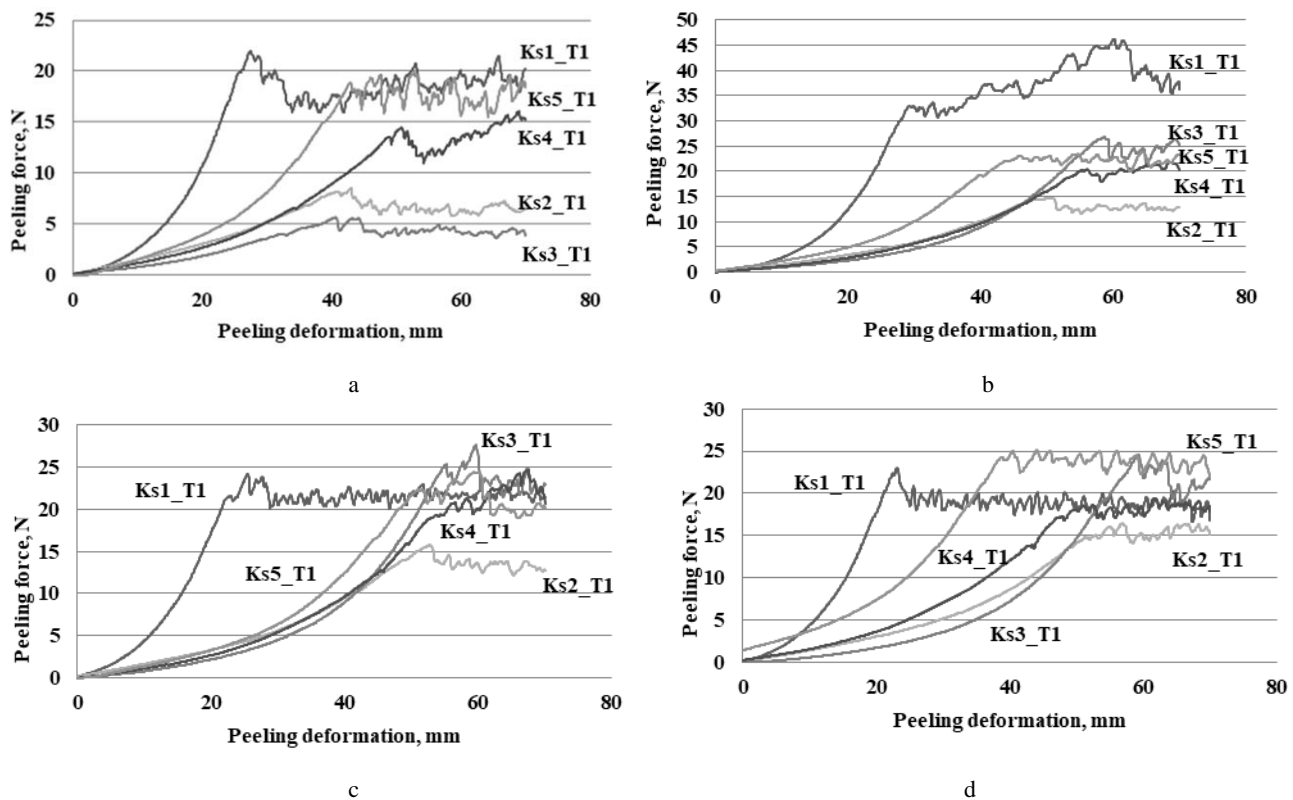 25
20
15
10
5
0
Peeling force, N
Ks1_T1
Ks5_T1
Ks4_T1
Ks2_T1
Ks3_T1
0 20 40 60 80
Peeling deformation, mm
a
50
45
40
35
30
25
20
15
10
5
0
Peeling force, N
Ks1_T1
Ks3_T1
Ks5_T1
Ks4_T1
Ks2_T1
0 20 40 60 80
Peeling deformation, mm
b
30
25
20
15
10
5
0
Peeling force, N
Ks3_T1
Ks1_T1
Ks4_T1
Ks5_T1
Ks2_T1
0 20 40 60 80
Peeling deformation, mm
c
30
25
20
15
10
5
0
Peeling force, N
Ks5_T1
Ks1_T1
Ks4_T1
Ks2_T1
Ks3_T1
0 20 40 60 80
Peeling deformation, mm
d